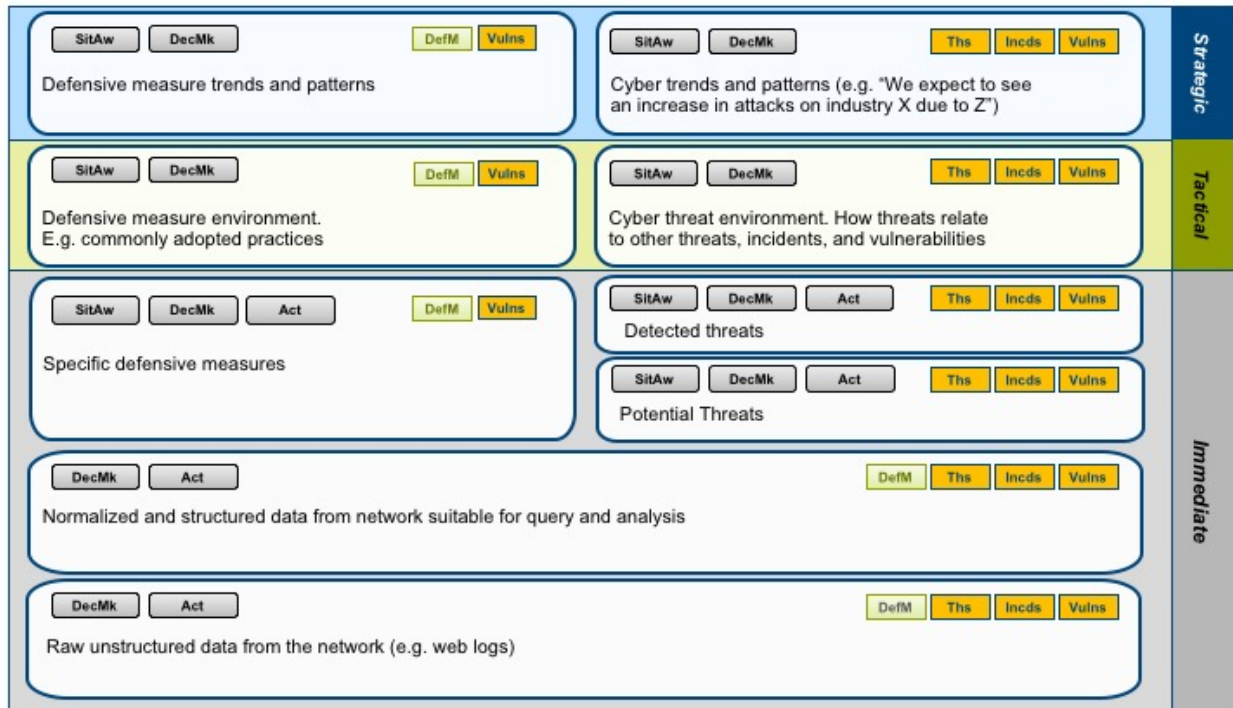 SitAw DecMk DefM Vulns
Defensive measure trends and patterns
SitAw DecMk Ths Incds Vulns
Cyber trends and patterns (e.g. “We expect to see
an increase in attacks on industry X due to Z”)
Strategic
SitAw DecMk DefM Vulns
Defensive measure environment.
E.g. commonly adopted practices
SitAw DecMk Ths Incds Vulns
Cyber threat environment. How threats relate
to other threats, incidents, and vulnerabilities
Tactical
SitAw DecMk Act DefM Vulns
Specific defensive measures
SitAw DecMk Act Ths Incds Vulns
Detected threats
SitAw DecMk Act Ths Incds Vulns
Potential Threats
DecMk Act DefM Ths Incds Vulns
Normalized and structured data from network suitable for query and analysis
DecMk Act DefM Ths Incds Vulns
Raw unstructured data from the network (e.g. web logs)
Immediate